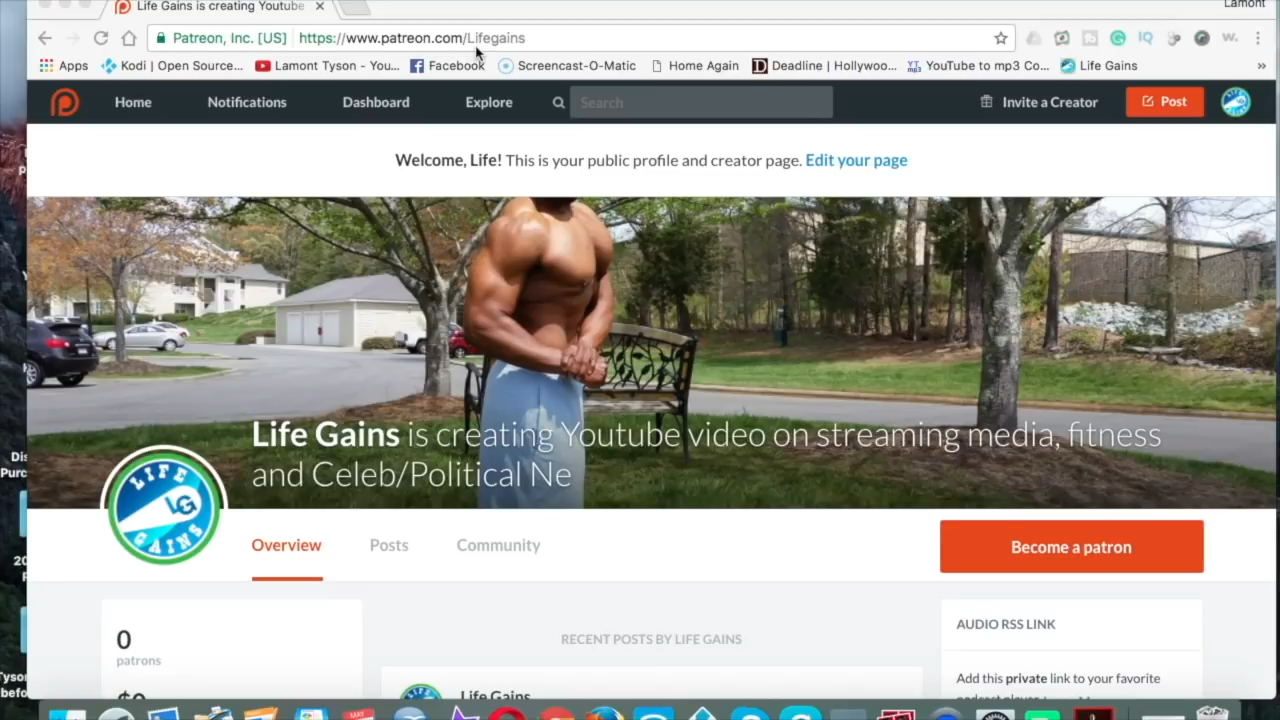 Life Gains is creating Youtube
Lamont
Patreon, Inc. [US] https://www.patreon.com/Lifegains
Apps Kodi | Open Source... Lamont Tyson - You... Facebook Screencast-O-Matic Home Again Deadline | Hollywoo... YouTube to mp3 Co... Life Gains »
Home Notifications Dashboard Explore Search Invite a Creator Post
Welcome, Life! This is your public profile and creator page. Edit your page
Life Gains is creating Youtube video on streaming media, fitness
and Celeb/Political Ne
LIFE
LG
GAINS
Overview Posts Community Become a patron
0
patrons
RECENT POSTS BY LIFE GAINS
AUDIO RSS LINK
Add this private link to your favorite
Life Gains